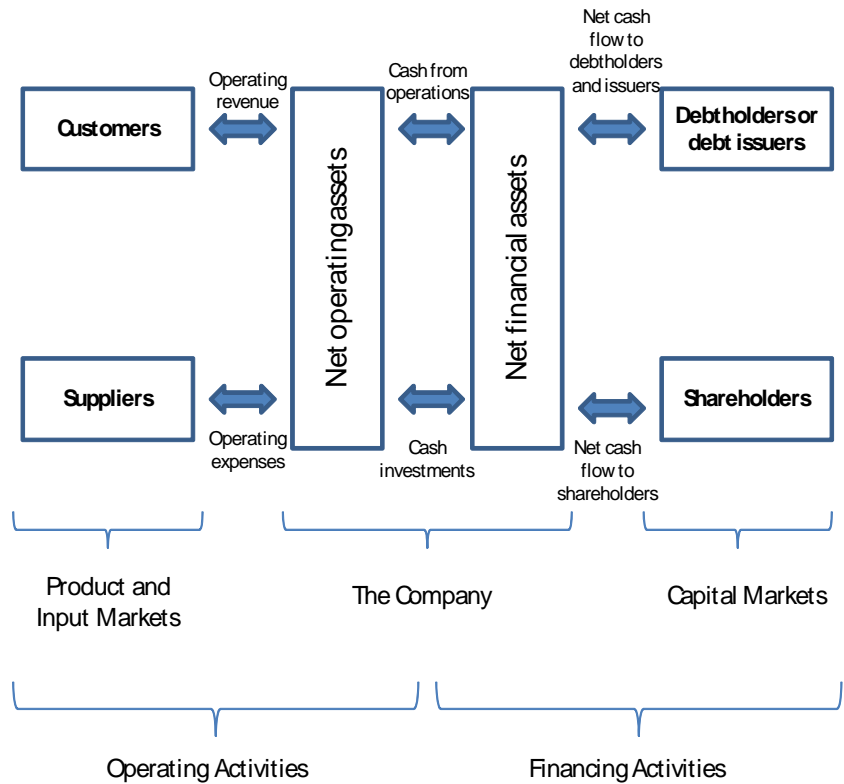 Net cash
flow to
debtholders
and issuers
Operating
revenue
Cash from
operations
Customers
Debtholders or
debt issuers
Net operating assets
Net financial assets
Suppliers
Shareholders
Operating
expenses
Cash
investments
Net cash
flow to
shareholders
Product and
Input Markets
The Company
Capital Markets
Operating Activities
Financing Activities